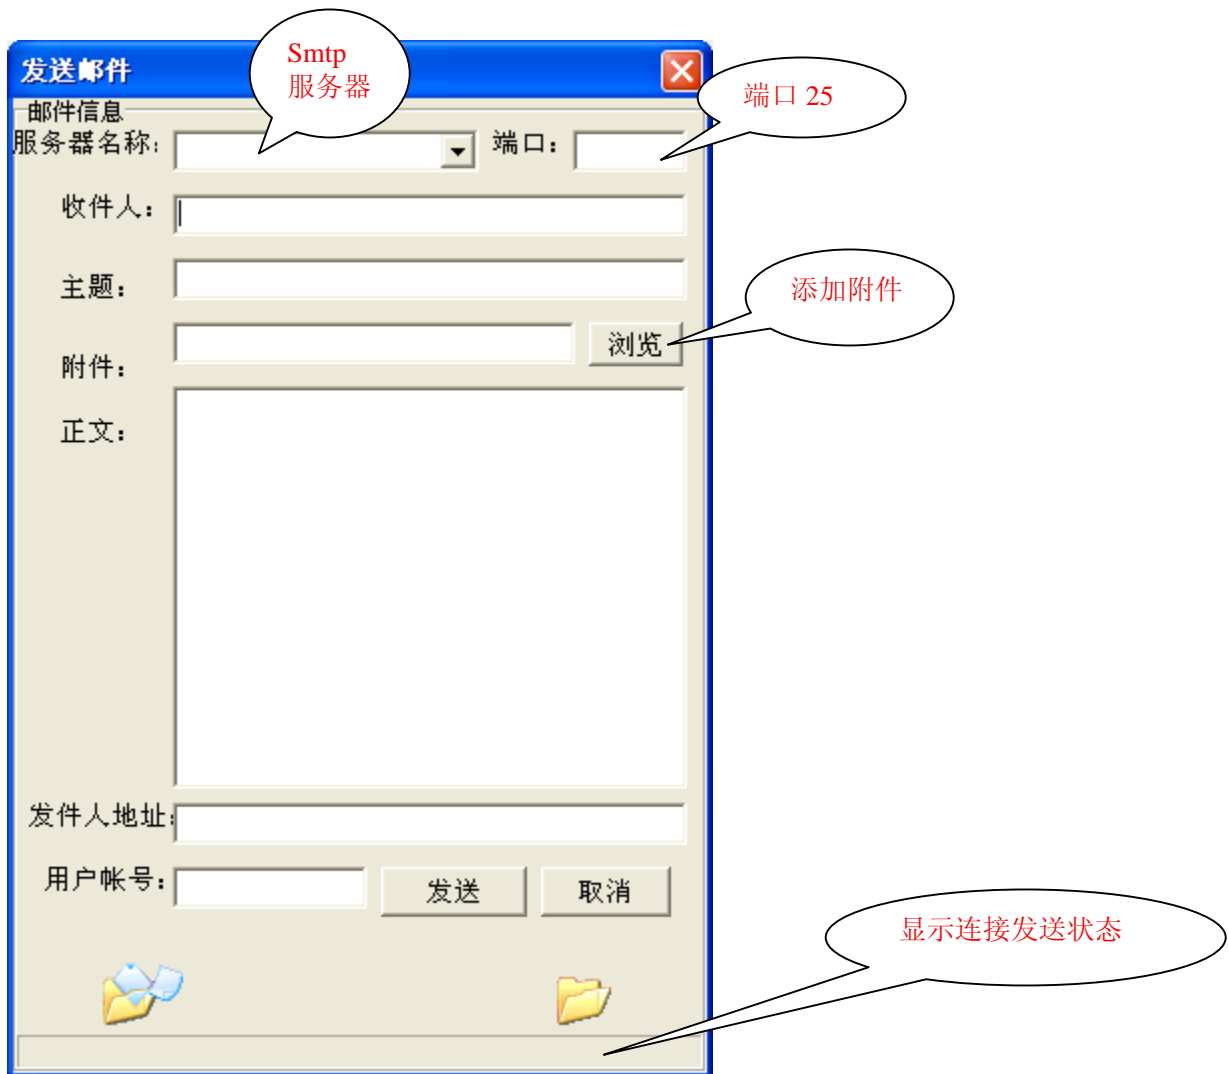 Smtp
服务器
发送邮件
端口 25
邮件信息
服务器名称:
端口：
收件人：
主题：
添加附件
附件：
浏览
正文：
发件人地址:
用户帐号：
发送
取消
显示连接发送状态